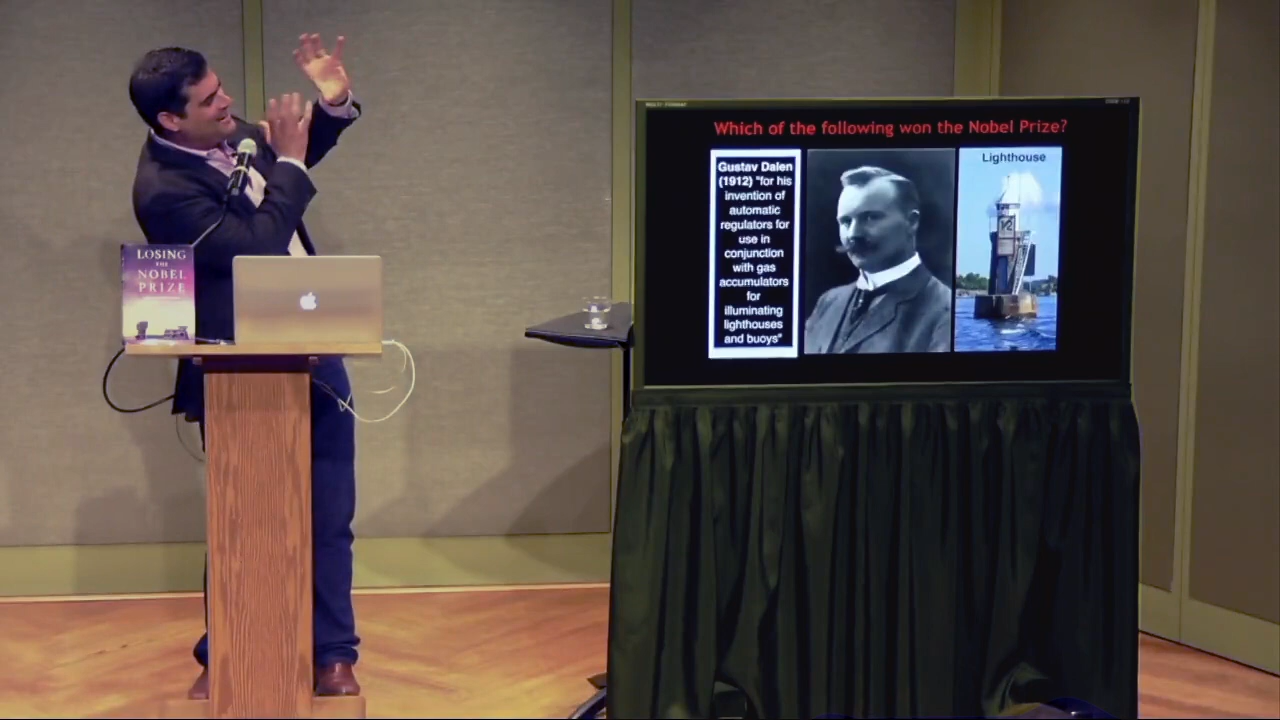 LOSING
THE
NOBEL
PRIZE
Which of the following won the Nobel Prize?
Gustav Dalen
(1912) "for his
invention of
automatic
regulators for
use in
conjunction
with gas
accumulators
for
illuminating
lighthouses
and buoys"
Lighthouse